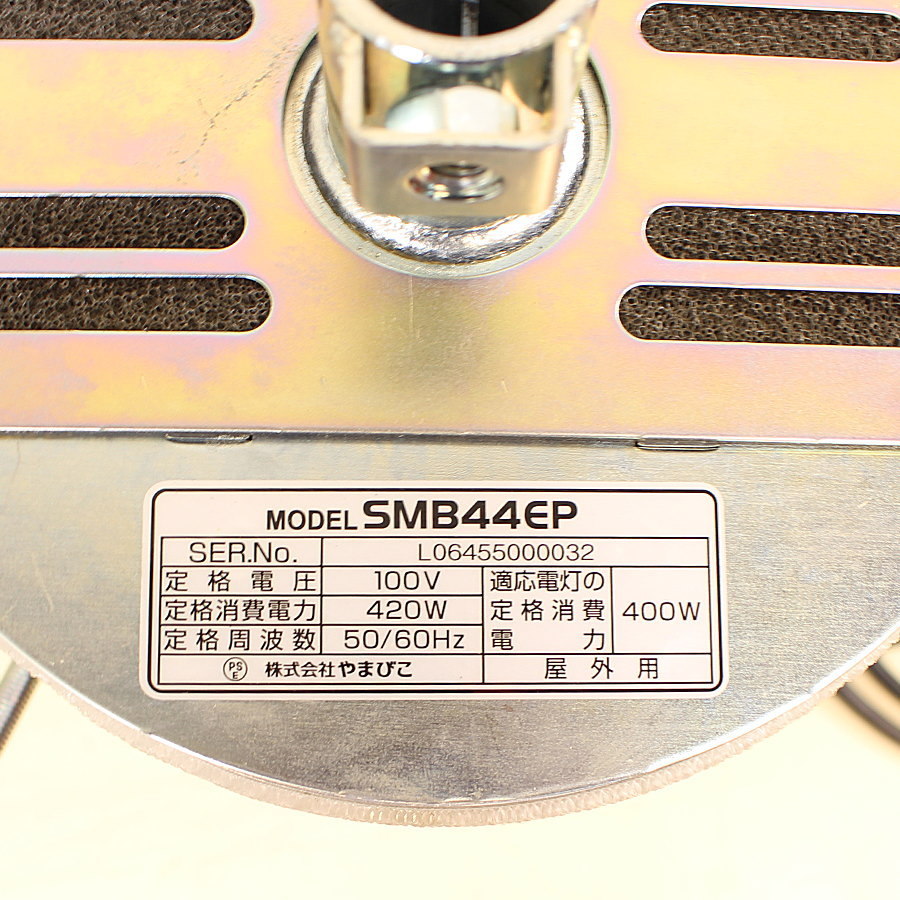 MODEL SMB44EP
SER.No. L06455000032
定格電圧 100V 適応電灯の
定格消費電力 420W 定格消費 400W
定格周波数 50/60Hz 電力
PSE 株式会社やまびこ 屋外用